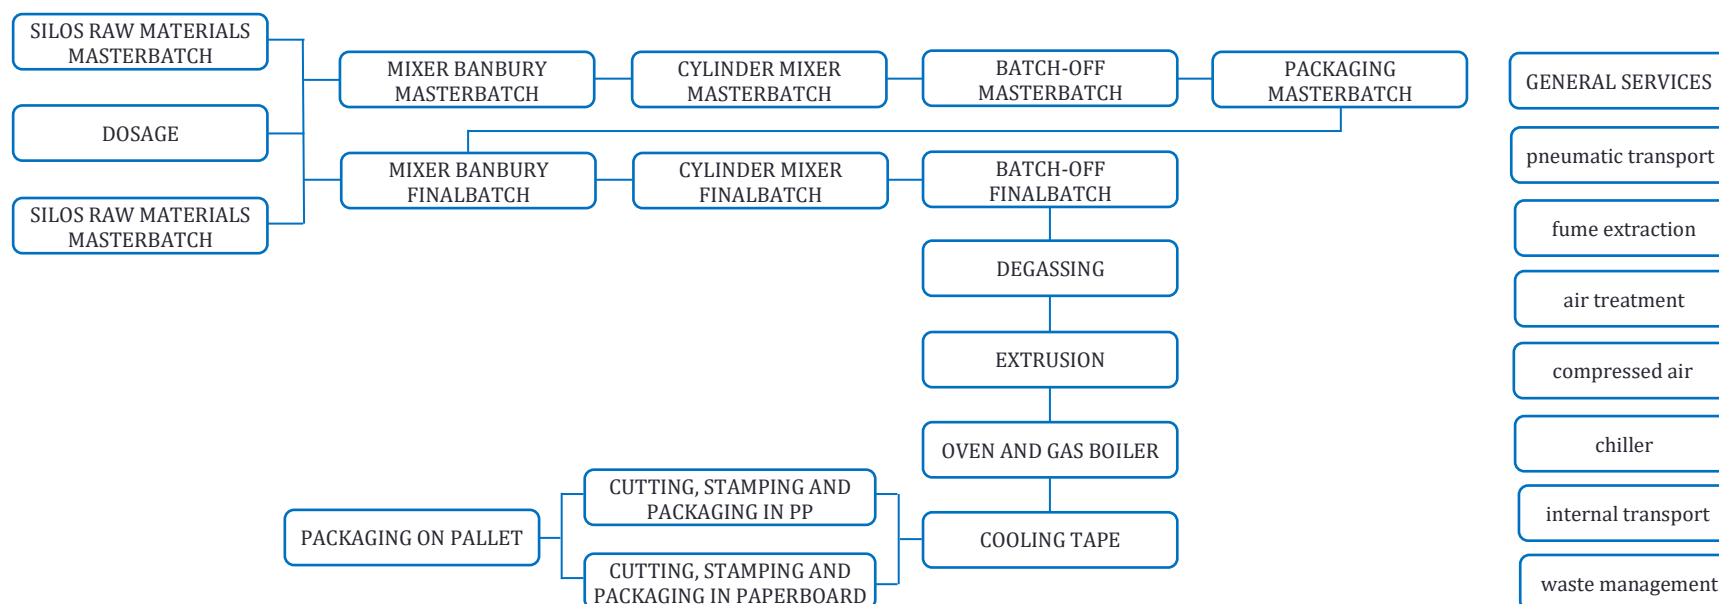 SILOS RAW MATERIALS
MASTERBATCH
DOSAGE
SILOS RAW MATERIALS
MASTERBATCH
MIXER BANBURY
MASTERBATCH
CYLINDER MIXER
MASTERBATCH
BATCH-OFF
MASTERBATCH
PACKAGING
MASTERBATCH
MIXER BANBURY
FINALBATCH
CYLINDER MIXER
FINALBATCH
BATCH-OFF
FINALBATCH
DEGASSING
EXTRUSION
OVEN AND GAS BOILER
COOLING TAPE
CUTTING, STAMPING AND
PACKAGING IN PP
CUTTING, STAMPING AND
PACKAGING IN PAPERBOARD
PACKAGING ON PALLET
GENERAL SERVICES
pneumatic transport
fume extraction
air treatment
compressed air
chiller
internal transport
waste management